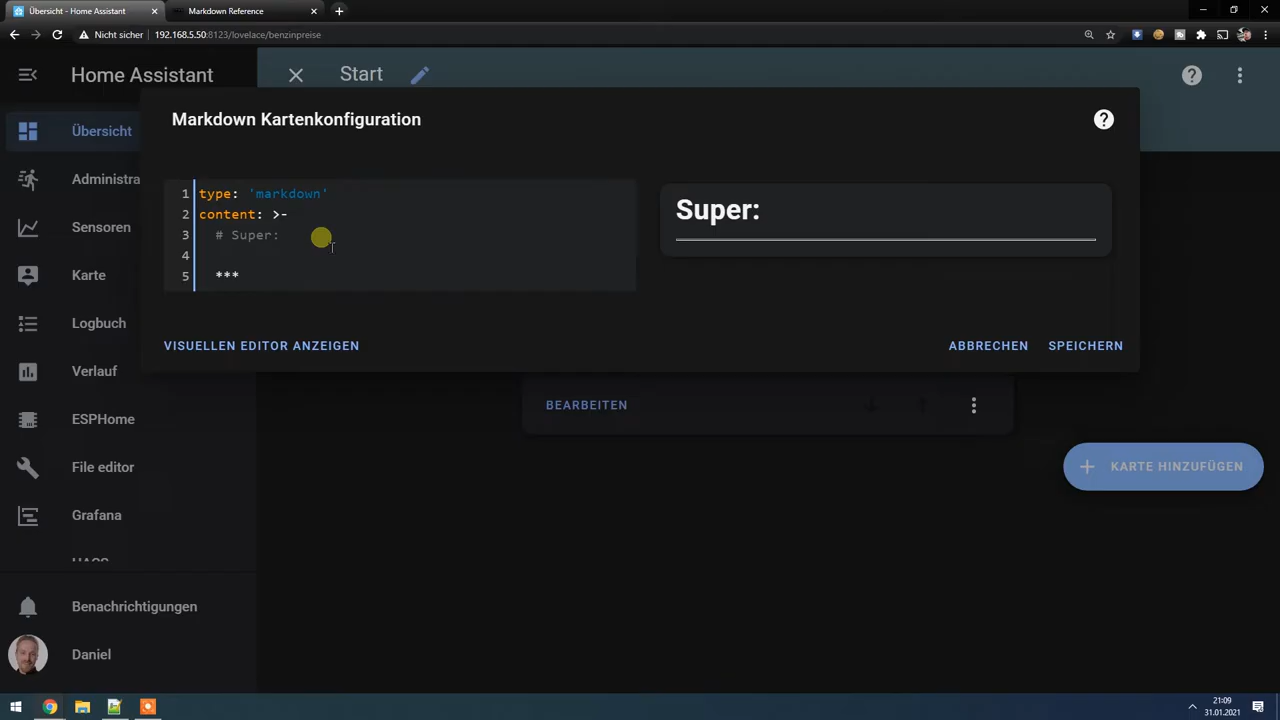 Übersicht - Home Assistant
Markdown Reference
Nicht sicher
192.168.5.50:8123/lovelace/benzinpreise
Home Assistant
Start
Übersicht
Administra
Sensoren
Karte
Logbuch
Verlauf
ESPHome
File editor
Grafana
Benachrichtigungen
Daniel
Markdown Kartenkonfiguration
1 type: 'markdown'
2 content: >-
3 # Super:
4
5 ***
Super:
VISUELLEN EDITOR ANZEIGEN
ABBRECHEN
SPEICHERN
BEARBEITEN
KARTE HINZUFÜGEN
21:09
31.01.2021